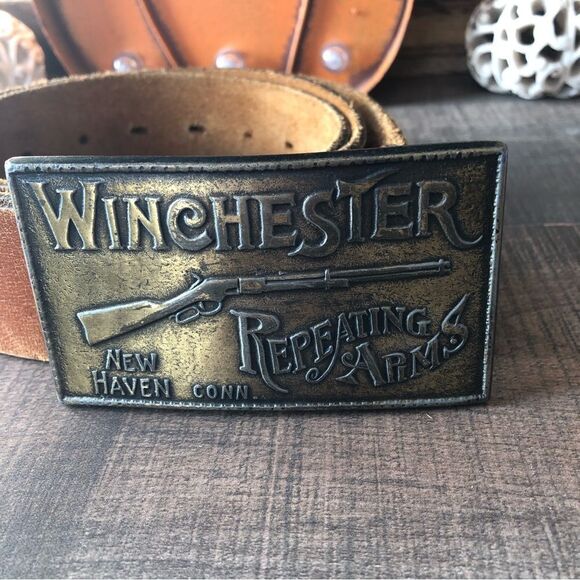 WINCHESTER
REPEATING
ARMS
NEW
HAVEN CONN.